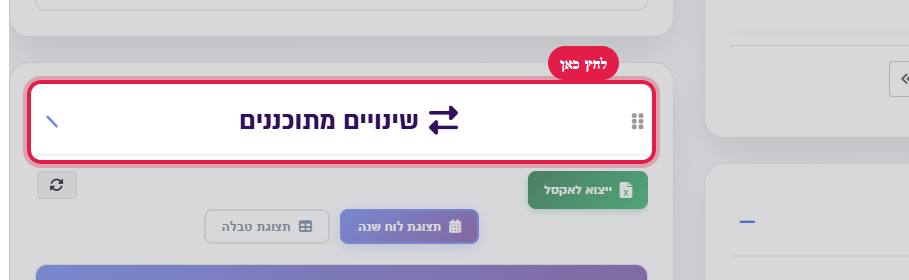 לחץ כאן
שינויים מתוכננים
ייצוא לאקסל
תצוגת לוח שנה
תצוגת טבלה